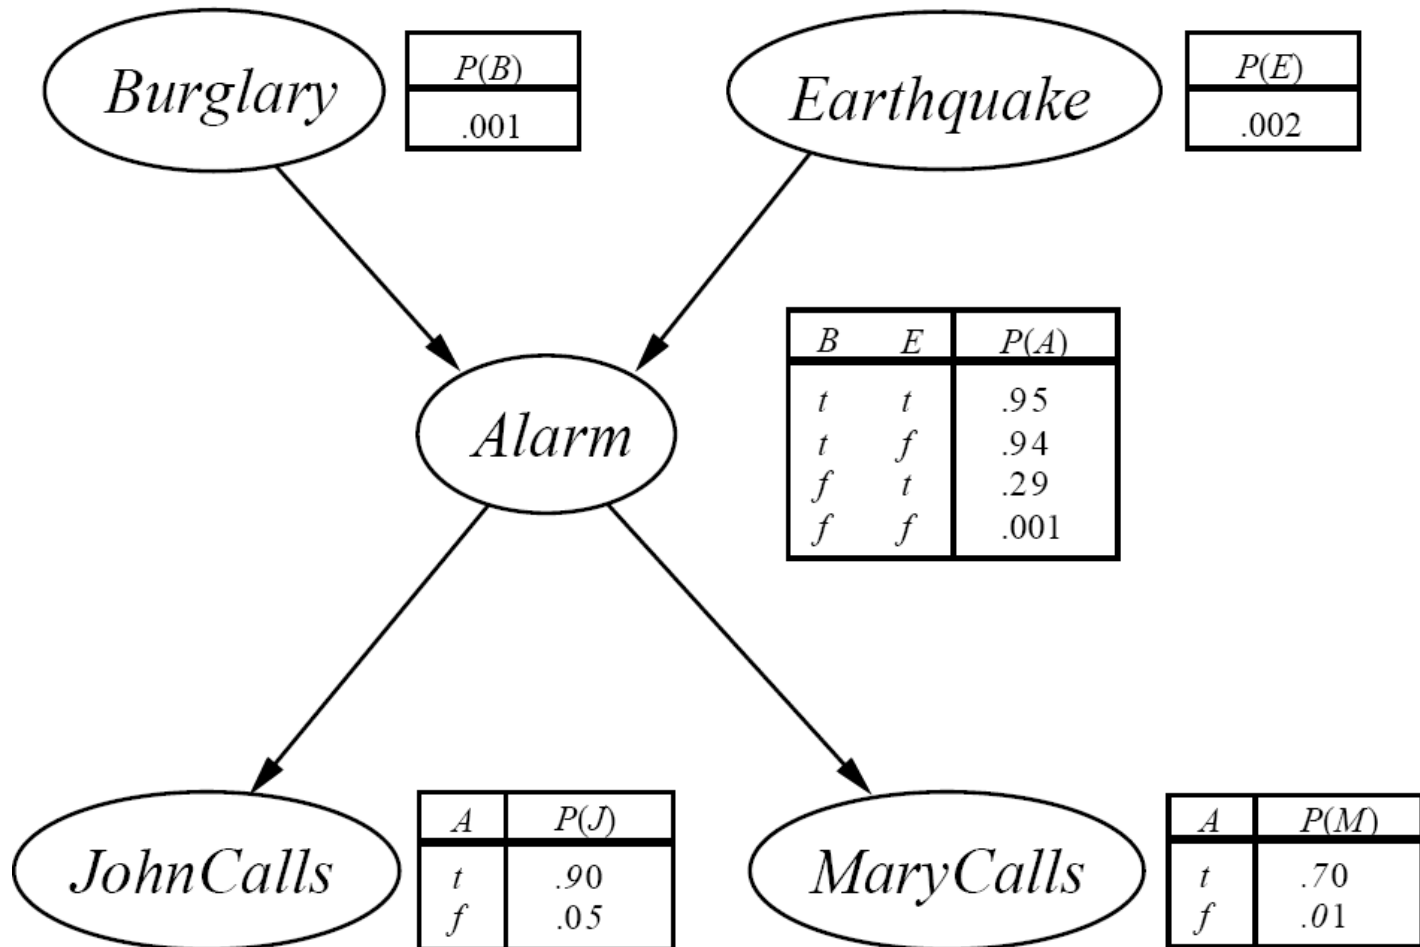 Burglary
P(B)
.001
Earthquake
P(E)
.002
B E P(A)
t t .95
t f .94
f t .29
f f .001
Alarm
JohnCalls
A P(J)
t .90
f .05
MaryCalls
A P(M)
t .70
f .01